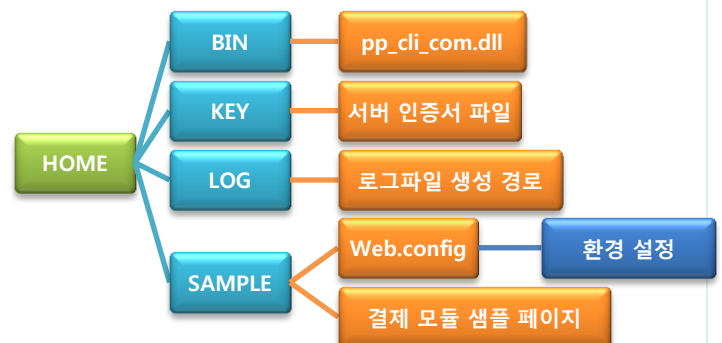 BIN
pp_cli_com.dll
KEY
서버 인증서 파일
HOME
LOG
로그파일 생성 경로
Web.config
환경 설정
SAMPLE
결제 모듈 샘플 페이지